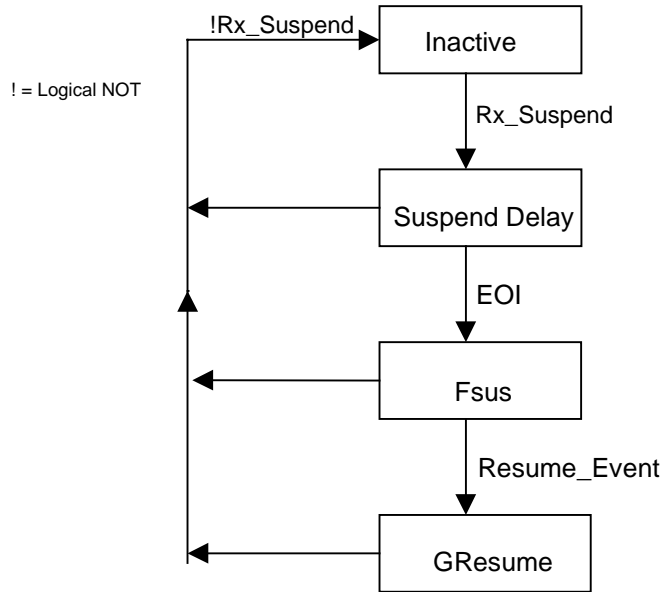 !Rx_Suspend
Inactive
! = Logical NOT
Rx_Suspend
Suspend Delay
EOI
Fsus
Resume_Event
GResume